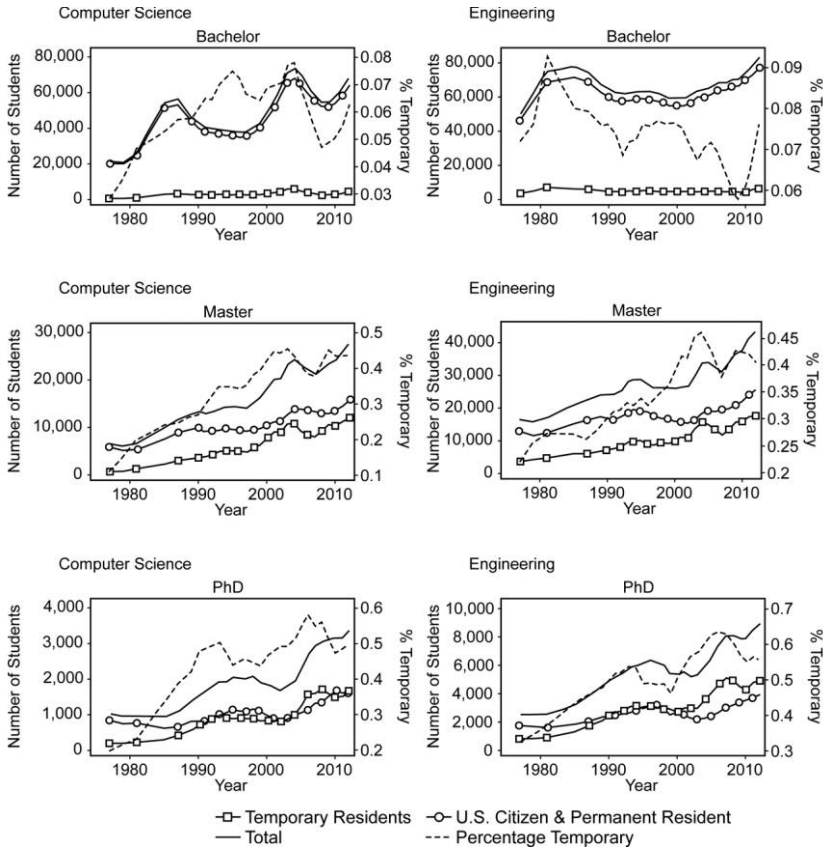 Computer Science
Bachelor
Number of Students
80,000
60,000
40,000
20,000
0
0.08
0.07
0.06
0.05
0.04
0.03
% Temporary
1980 1990 2000 2010
Year
Engineering
Bachelor
Number of Students
80,000
60,000
40,000
20,000
0
0.09
0.08
0.07
0.06
% Temporary
1980 1990 2000 2010
Year
Computer Science
Master
Number of Students
30,000
20,000
10,000
0
0.5
0.4
0.3
0.2
0.1
% Temporary
1980 1990 2000 2010
Year
Engineering
Master
Number of Students
40,000
30,000
20,000
10,000
0
0.45
0.4
0.35
0.3
0.25
0.2
% Temporary
1980 1990 2000 2010
Year
Computer Science
PhD
Number of Students
4,000
3,000
2,000
1,000
0
0.6
0.5
0.4
0.3
0.2
% Temporary
1980 1990 2000 2010
Year
Engineering
PhD
Number of Students
10,000
8,000
6,000
4,000
2,000
0
0.7
0.6
0.5
0.4
0.3
% Temporary
1980 1990 2000 2010
Year
Temporary Residents
U.S. Citizen & Permanent Resident
Total
Percentage Temporary